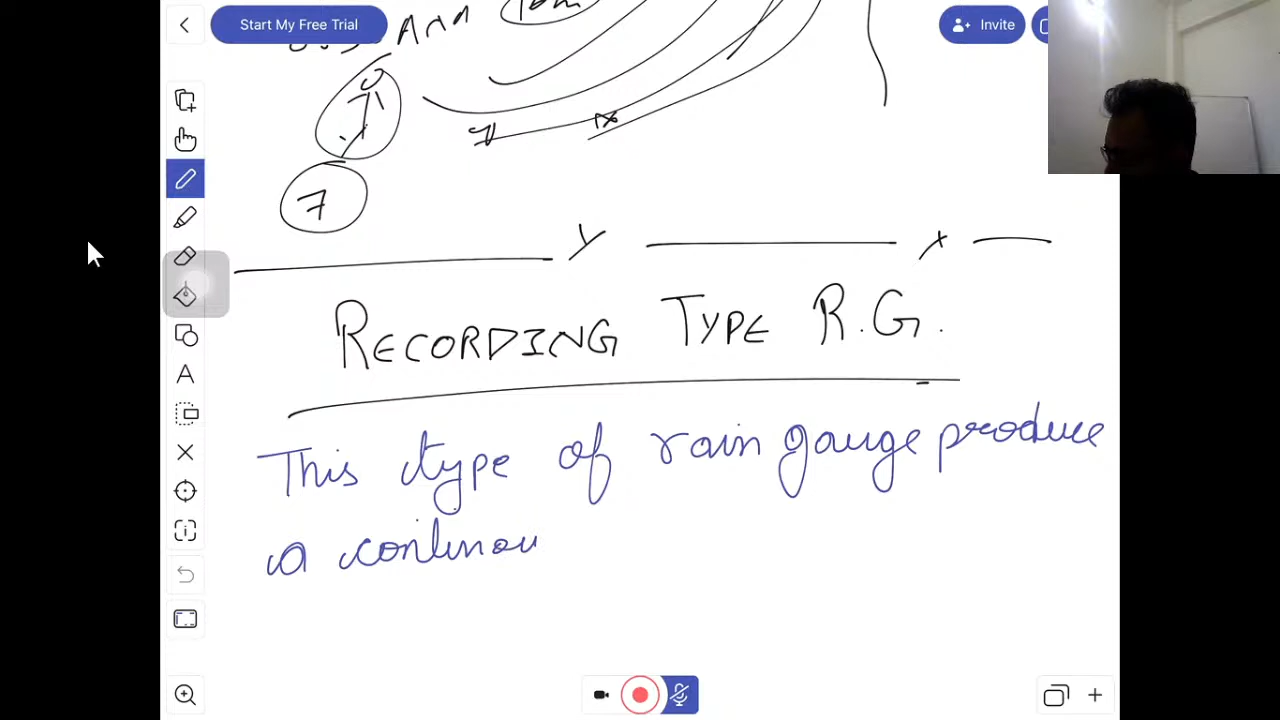 Start My Free Trial
Invite
7
x x
RECORDING TYPE R.G.
This type of rain gauge produce
a continou